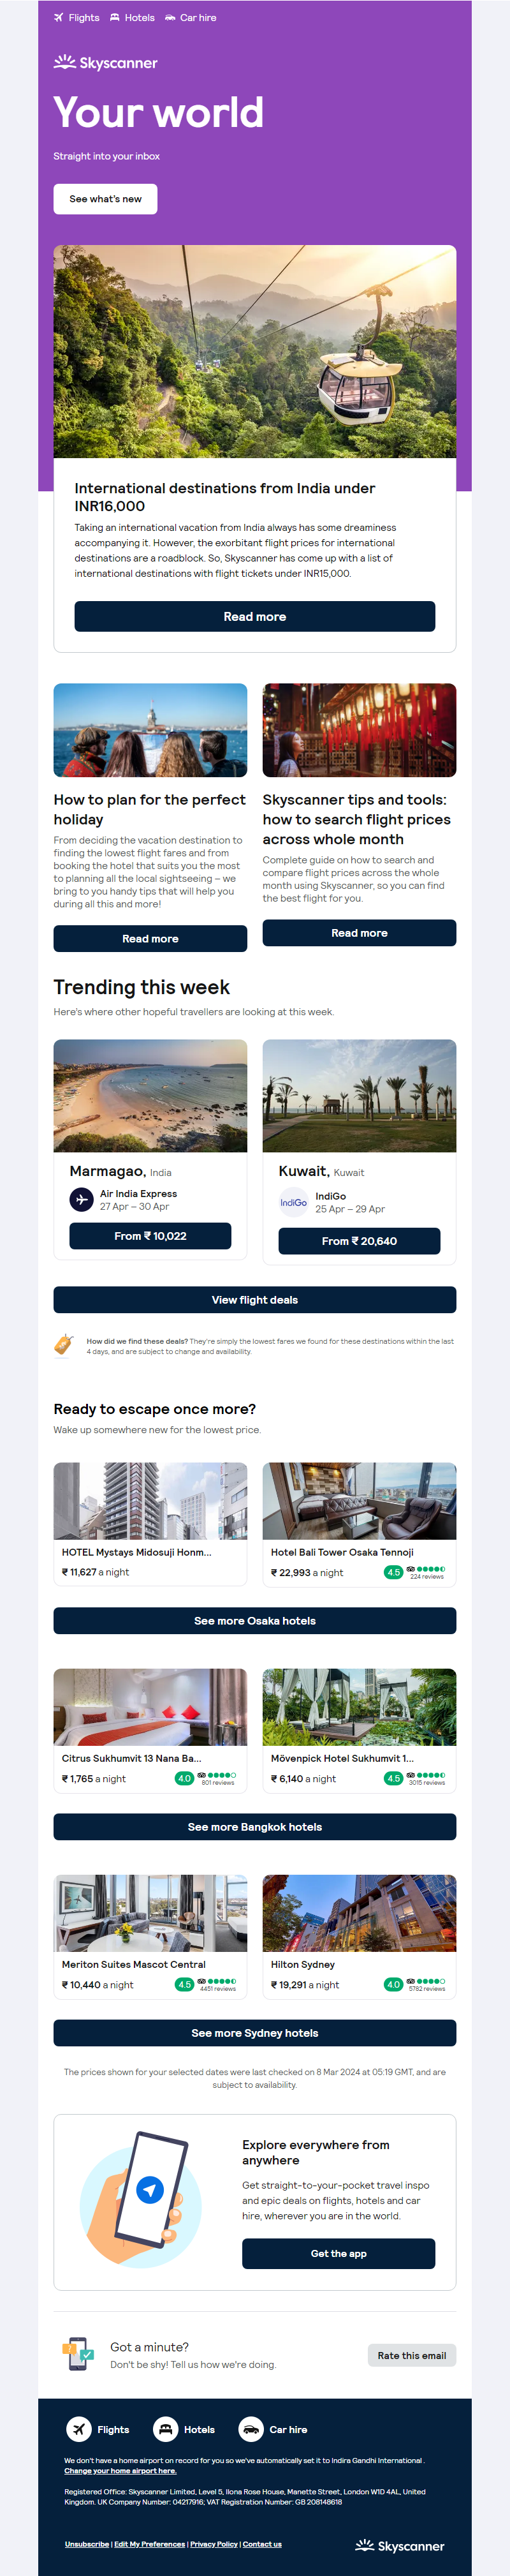 Flights Hotels Car hire
Skyscanner
Your world
Straight into your inbox
See what's new
International destinations from India under
INR16,000
Taking an international vacation from India always has some dreaminess
accompanying it. However, the exorbitant flight prices for international
destinations are a roadblock. So, Skyscanner has come up with a list of
international destinations with flight tickets under INR15,000.
Read more
How to plan for the perfect
holiday
From deciding the vacation destination to
finding the lowest flight fares and from
booking the hotel that suits you the most
to planning all the local sightseeing – we
bring to you handy tips that will help you
during all this and more!
Read more
Skyscanner tips and tools:
how to search flight prices
across whole month
Complete guide on how to search and
compare flight prices across the whole
month using Skyscanner, so you can find
the best flight for you.
Read more
Trending this week
Here's where other hopeful travellers are looking at this week.
Marmagao, India
Air India Express
27 Apr – 30 Apr
From ₹ 10,022
Kuwait, Kuwait
IndiGo
IndiGo
25 Apr – 29 Apr
From ₹ 20,640
View flight deals
How did we find these deals? They're simply the lowest fares we found for these destinations within the last
4 days, and are subject to change and availability.
Ready to escape once more?
Wake up somewhere new for the lowest price.
HOTEL Mystays Midosuji Honm...
₹ 11,627 a night
Hotel Bali Tower Osaka Tennoji
₹ 22,993 a night
4.5
224 reviews
See more Osaka hotels
Citrus Sukhumvit 13 Nana Ba...
₹ 1,765 a night
4.0
801 reviews
Mövenpick Hotel Sukhumvit 1...
₹ 6,140 a night
4.5
3015 reviews
See more Bangkok hotels
Meriton Suites Mascot Central
₹ 10,440 a night
4.5
4451 reviews
Hilton Sydney
₹ 19,291 a night
4.0
5782 reviews
See more Sydney hotels
The prices shown for your selected dates were last checked on 8 Mar 2024 at 05:19 GMT, and are
subject to availability.
Explore everywhere from
anywhere
Get straight-to-your-pocket travel inspo
and epic deals on flights, hotels and car
hire, wherever you are in the world.
Get the app
Got a minute?
Don't be shy! Tell us how we're doing.
Rate this email
Flights Hotels Car hire
We don't have a home airport on record for you so we've automatically set it to Indira Gandhi International .
Change your home airport here.
Registered Office: Skyscanner Limited, Level 5, Ilona Rose House, Manette Street, London W1D 4AL, United
Kingdom. UK Company Number: 04217916; VAT Registration Number: GB 208148618
Unsubscribe | Edit My Preferences | Privacy Policy | Contact us
Skyscanner